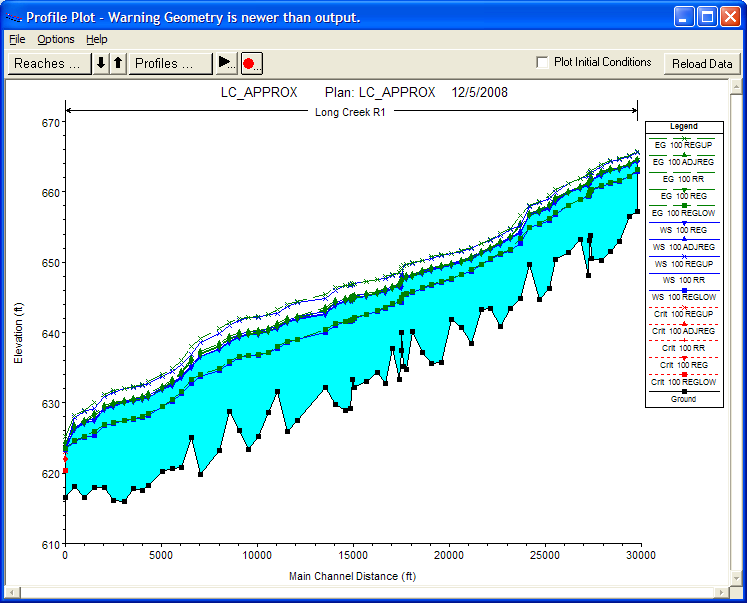 Profile Plot - Warning Geometry is newer than output.
File Options Help
Reaches ... Profiles ... ... ... Plot Initial Conditions Reload Data
LC_APPROX Plan: LC_APPROX 12/5/2008
Long Creek R1
670
660
650
640
630
620
610
Elevation (ft)
0 5000 10000 15000 20000 25000 30000
Main Channel Distance (ft)
Legend
EG 100 REGUP
EG 100 ADJREG
EG 100 RR
EG 100 REG
EG 100 REGLOW
WS 100 REG
WS 100 ADJREG
WS 100 REGUP
WS 100 RR
WS 100 REGLOW
Crit 100 REGUP
Crit 100 ADJREG
Crit 100 RR
Crit 100 REG
Crit 100 REGLOW
Ground